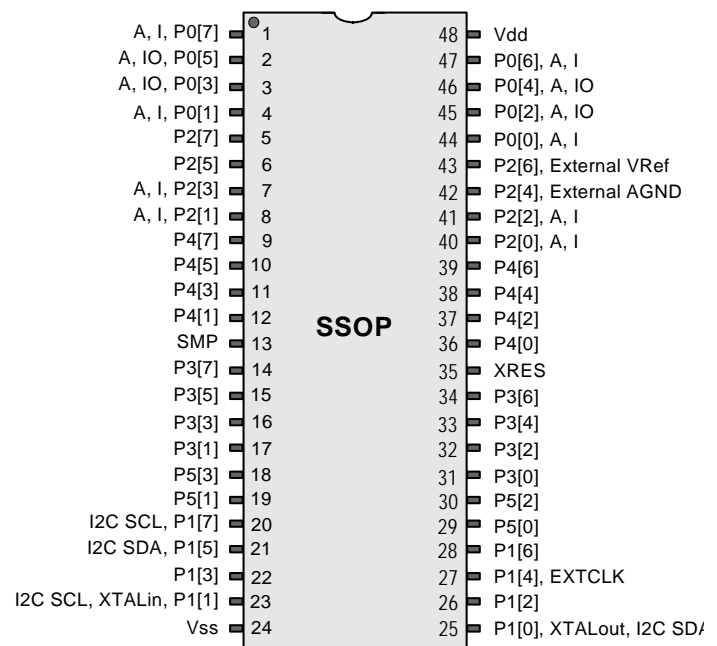 A, I, P0[7] 1 48 Vdd
A, IO, P0[5] 2 47 P0[6], A, I
A, IO, P0[3] 3 46 P0[4], A, IO
A, I, P0[1] 4 45 P0[2], A, IO
P2[7] 5 44 P0[0], A, I
P2[5] 6 43 P2[6], External VRef
A, I, P2[3] 7 42 P2[4], External AGND
A, I, P2[1] 8 41 P2[2], A, I
P4[7] 9 40 P2[0], A, I
P4[5] 10 39 P4[6]
P4[3] 11 38 P4[4]
P4[1] 12 SSOP 37 P4[2]
SMP 13 36 P4[0]
P3[7] 14 35 XRES
P3[5] 15 34 P3[6]
P3[3] 16 33 P3[4]
P3[1] 17 32 P3[2]
P5[3] 18 31 P3[0]
P5[1] 19 30 P5[2]
I2C SCL, P1[7] 20 29 P5[0]
I2C SDA, P1[5] 21 28 P1[6]
P1[3] 22 27 P1[4], EXTCLK
I2C SCL, XTALin, P1[1] 23 26 P1[2]
Vss 24 25 P1[0], XTALout, I2C SDA